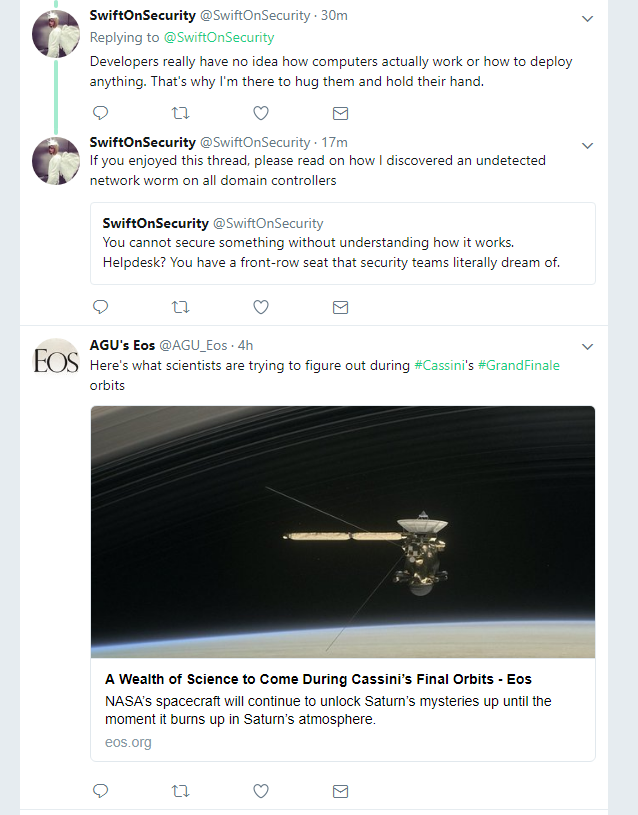 SwiftOnSecurity @SwiftOnSecurity · 30m
Replying to @SwiftOnSecurity
Developers really have no idea how computers actually work or how to deploy
anything. That's why I'm there to hug them and hold their hand.
SwiftOnSecurity @SwiftOnSecurity · 17m
If you enjoyed this thread, please read on how I discovered an undetected
network worm on all domain controllers
SwiftOnSecurity @SwiftOnSecurity
You cannot secure something without understanding how it works.
Helpdesk? You have a front-row seat that security teams literally dream of.
EOS
AGU's Eos @AGU_Eos · 4h
Here's what scientists are trying to figure out during #Cassini's #GrandFinale
orbits
A Wealth of Science to Come During Cassini’s Final Orbits - Eos
NASA’s spacecraft will continue to unlock Saturn’s mysteries up until the
moment it burns up in Saturn’s atmosphere.
eos.org